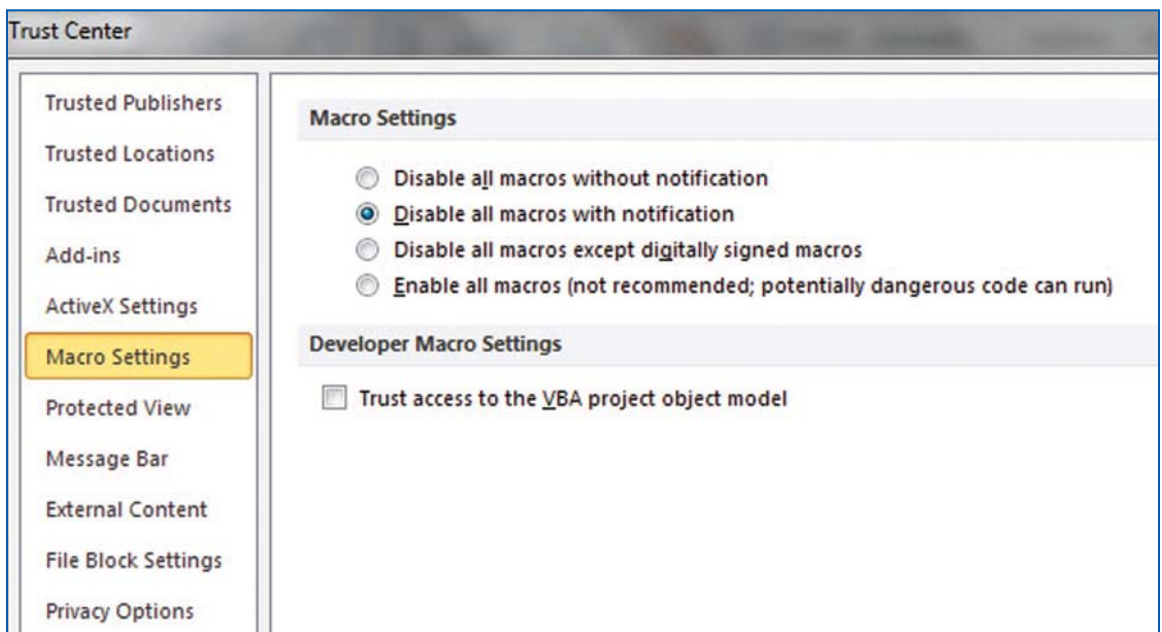 Trust Center
Trusted Publishers
Trusted Locations
Trusted Documents
Add-ins
ActiveX Settings
Macro Settings
Protected View
Message Bar
External Content
File Block Settings
Privacy Options
Macro Settings
Disable all macros without notification
Disable all macros with notification
Disable all macros except digitally signed macros
Enable all macros (not recommended; potentially dangerous code can run)
Developer Macro Settings
Trust access to the VBA project object model